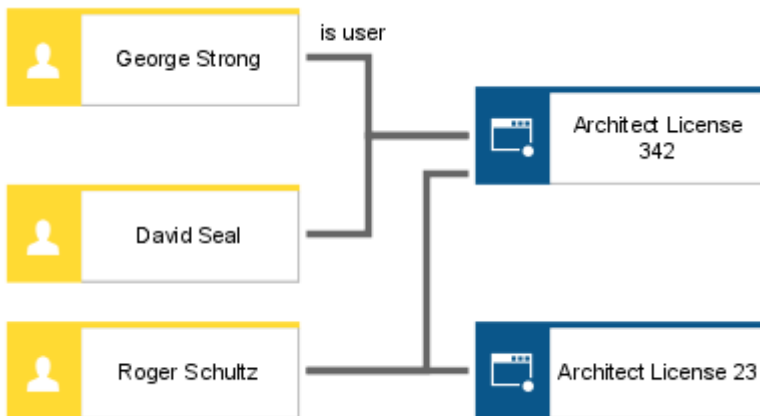 George Strong
is user
Architect License
342
David Seal
Roger Schultz
Architect License 23